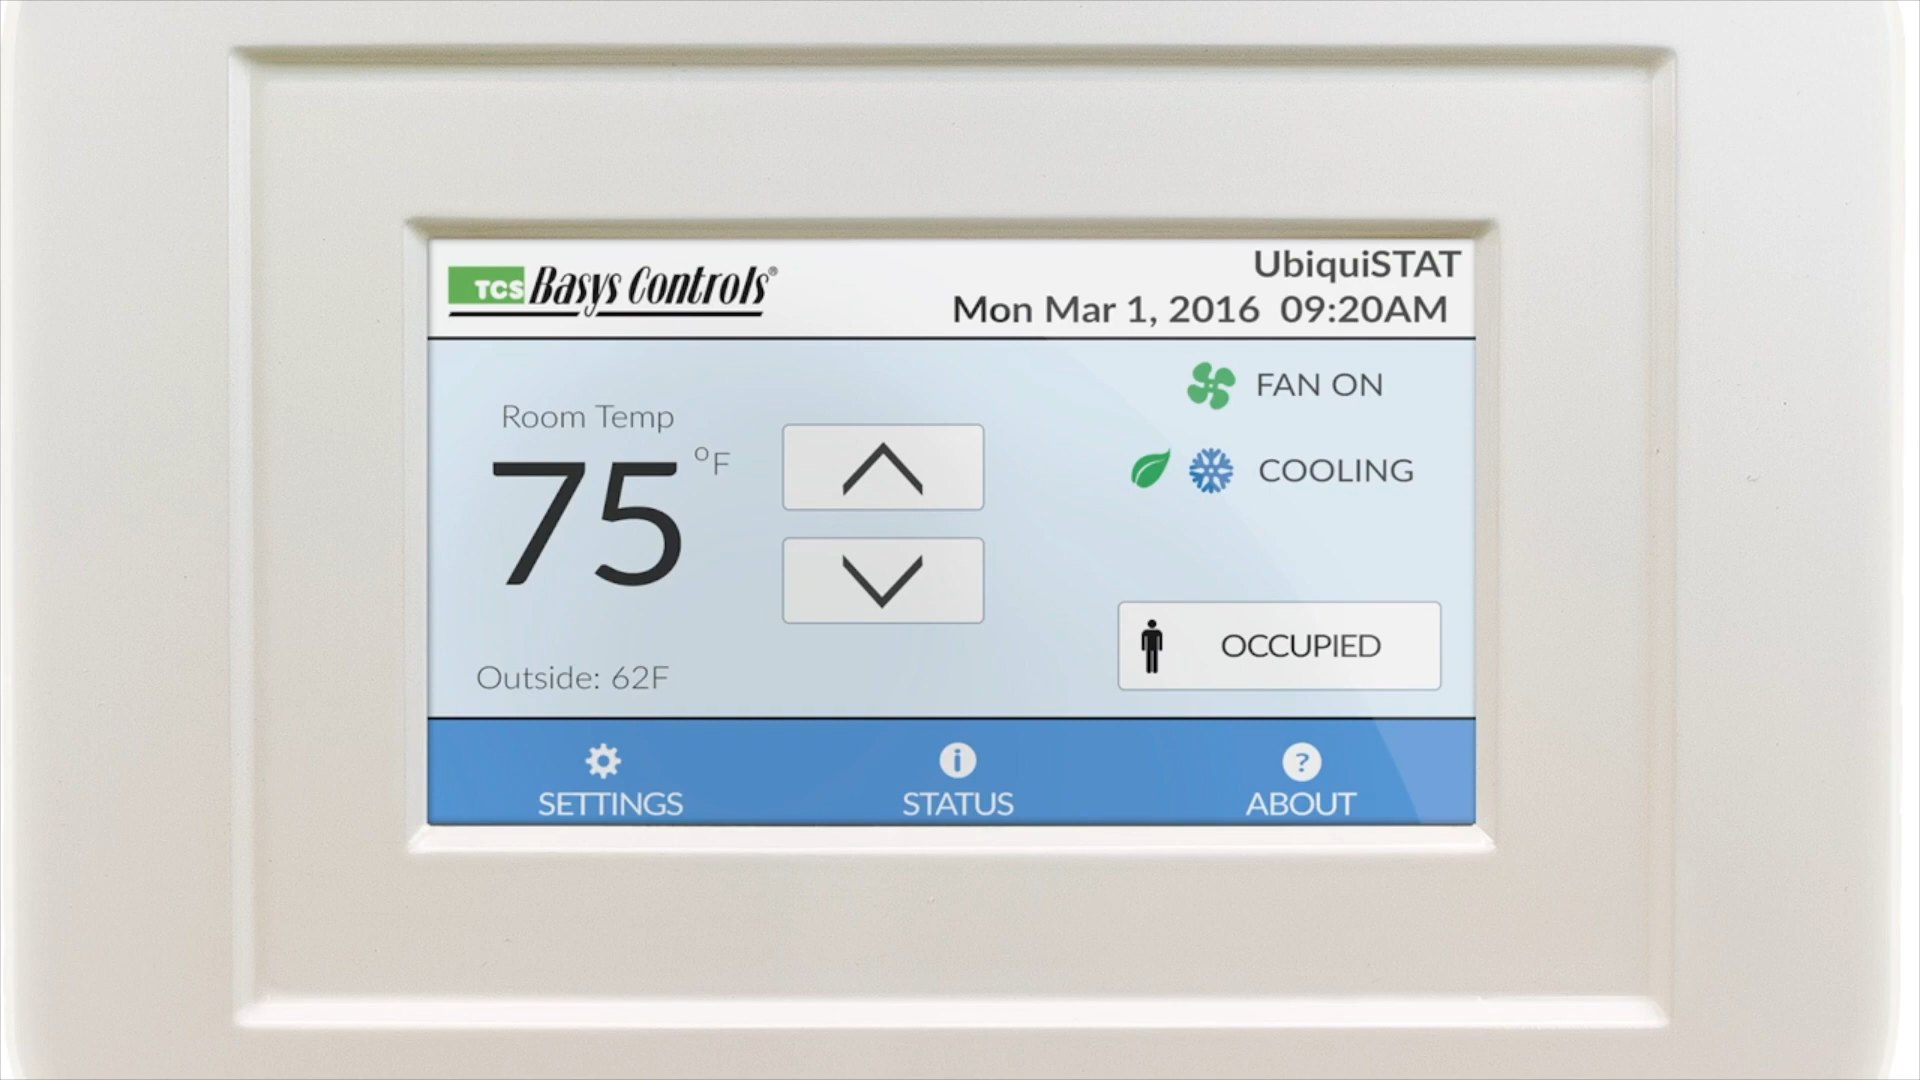 TCS Basys Controls®
UbiquiSTAT
Mon Mar 1, 2016 09:20AM
FAN ON
Room Temp
75 °F
COOLING
OCCUPIED
Outside: 62F
SETTINGS
STATUS
ABOUT